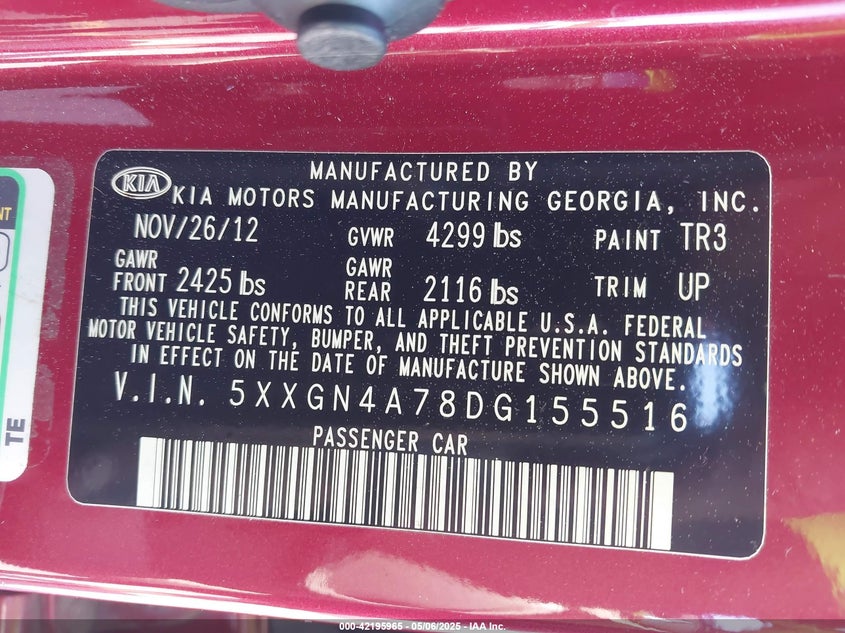 MANUFACTURED BY
KIA KIA MOTORS MANUFACTURING GEORGIA, INC.
NOV/26/12 GVWR 4299 lbs PAINT TR3
GAWR FRONT 2425 lbs GAWR REAR 2116 lbs TRIM UP
THIS VEHICLE CONFORMS TO ALL APPLICABLE U.S.A. FEDERAL
MOTOR VEHICLE SAFETY, BUMPER, AND THEFT PREVENTION STANDARDS
IN EFFECT ON THE DATE OF MANUFACTURE SHOWN ABOVE.
V.I.N. 5XXGN4A78DG155516
PASSENGER CAR
NT
TE
000-42195965 - 05/06/2025 - IAA Inc.